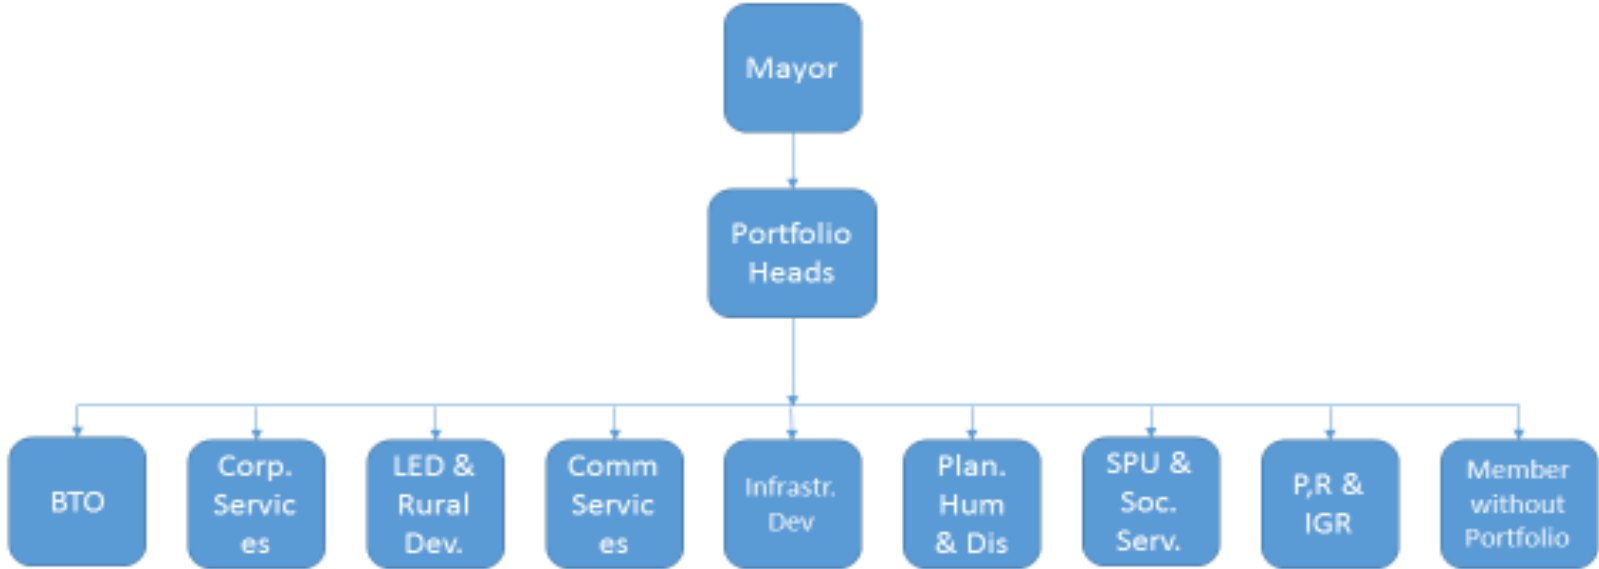 Mayor
Portfolio
Heads
BTO
Corp.
Servic
es
LED &
Rural
Dev.
Comm
Servic
es
Infrastr.
Dev
Plan.
Hum
& Dis
SPU &
Soc.
Serv.
P,R &
IGR
Member
without
Portfolio